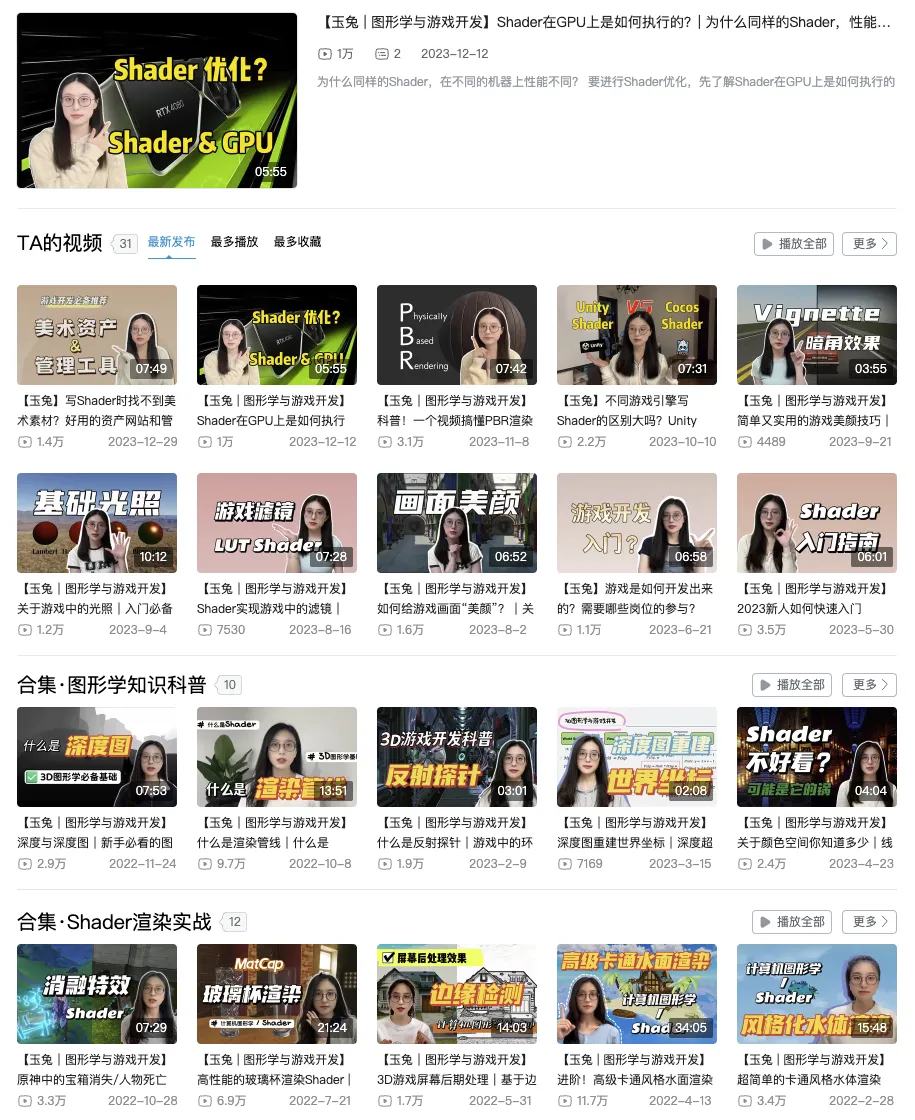 Shader 优化?
RTX 4080
Shader & GPU
05:55
【玉兔 | 图形学与游戏开发】Shader在GPU上是如何执行的? | 为什么同样的Shader，性能...
1万 2 2023-12-12
为什么同样的Shader，在不同的机器上性能不同？ 要进行Shader优化，先了解Shader在GPU上是如何执行的
TA的视频 31 最新发布 最多播放 最多收藏 播放全部 更多
游戏开发必备推荐
美术资产
&
管理工具
07:49
【玉兔】写Shader时找不到美
术素材？好用的资产网站和管
1.4万 2023-12-29
Shader 优化?
Shader & GPU
05:55
【玉兔 | 图形学与游戏开发】
Shader在GPU上是如何执行
1万 2023-12-12
Physically
Based
Rendering
07:42
【玉兔 | 图形学与游戏开发】
科普！一个视频搞懂PBR渲染
3.1万 2023-11-8
Unity Shader VS Cocos Shader
unity
07:31
【玉兔】不同游戏引擎写
Shader的区别大吗？Unity
2.2万 2023-10-10
Vignette
暗角效果
03:55
【玉兔 | 图形学与游戏开发】
简单又实用的游戏美颜技巧 |
4489 2023-9-21
基础光照
Lambert
10:12
【玉兔 | 图形学与游戏开发】
关于游戏中的光照 | 入门必备
1.2万 2023-9-4
游戏滤镜
LUT Shader
07:28
【玉兔 | 图形学与游戏开发】
Shader实现游戏中的滤镜 |
7530 2023-8-16
画面美颜
06:52
【玉兔 | 图形学与游戏开发】
如何给游戏画面“美颜”？ | 关
1.6万 2023-8-2
游戏开发
入门？
06:58
【玉兔】游戏是如何开发出来
的？需要哪些岗位的参与？
1.1万 2023-6-21
Shader
入门指南
06:01
【玉兔 | 图形学与游戏开发】
2023新人如何快速入门
3.5万 2023-5-30
合集·图形学知识科普 10 播放全部 更多
什么是 深度图
3D图形学必备基础
07:53
【玉兔 | 图形学与游戏开发】
深度与深度图 | 新手必看的图
2.9万 2022-11-24
# 什么是Shader
# 3D图形学基
什么是 渲染管线
13:51
【玉兔 | 图形学与游戏开发】
什么是渲染管线 | 什么是
9.7万 2022-10-8
3D游戏开发科普
反射探针
03:01
【玉兔 | 图形学与游戏开发】
什么是反射探针 | 游戏中的环
1.9万 2023-2-9
3D图形学与游戏开发
深度图重建
世界坐标
02:08
【玉兔 | 图形学与游戏开发】
深度图重建世界坐标 | 深度超
7169 2023-3-15
Shader
不好看？
可能是它的锅
04:04
【玉兔 | 图形学与游戏开发】
关于颜色空间你知道多少 | 线
2.4万 2023-4-23
合集·Shader渲染实战 12 播放全部 更多
消融特效
Shader
07:29
【玉兔 | 图形学与游戏开发】
原神中的宝箱消失/人物死亡
3.3万 2022-10-28
MatCap
玻璃杯渲染
# 计算机图形学 / Shader
21:24
【玉兔 | 图形学与游戏开发】
高性能的玻璃杯渲染Shader |
6.9万 2022-7-21
屏幕后处理效果
边缘检测
计算机图形学
14:03
【玉兔 | 图形学与游戏开发】
3D游戏屏幕后期处理 | 基于边
1.7万 2022-5-31
高级卡通水面渲染
计算机图形学
/
Shader
34:05
【玉兔 | 图形学与游戏开发】
进阶！高级卡通风格水面渲染
11.7万 2022-4-13
计算机图形学
/
Shader
风格化水体渲染
15:48
【玉兔 | 图形学与游戏开发】
超简单的卡通风格水体渲染
3.4万 2022-2-28